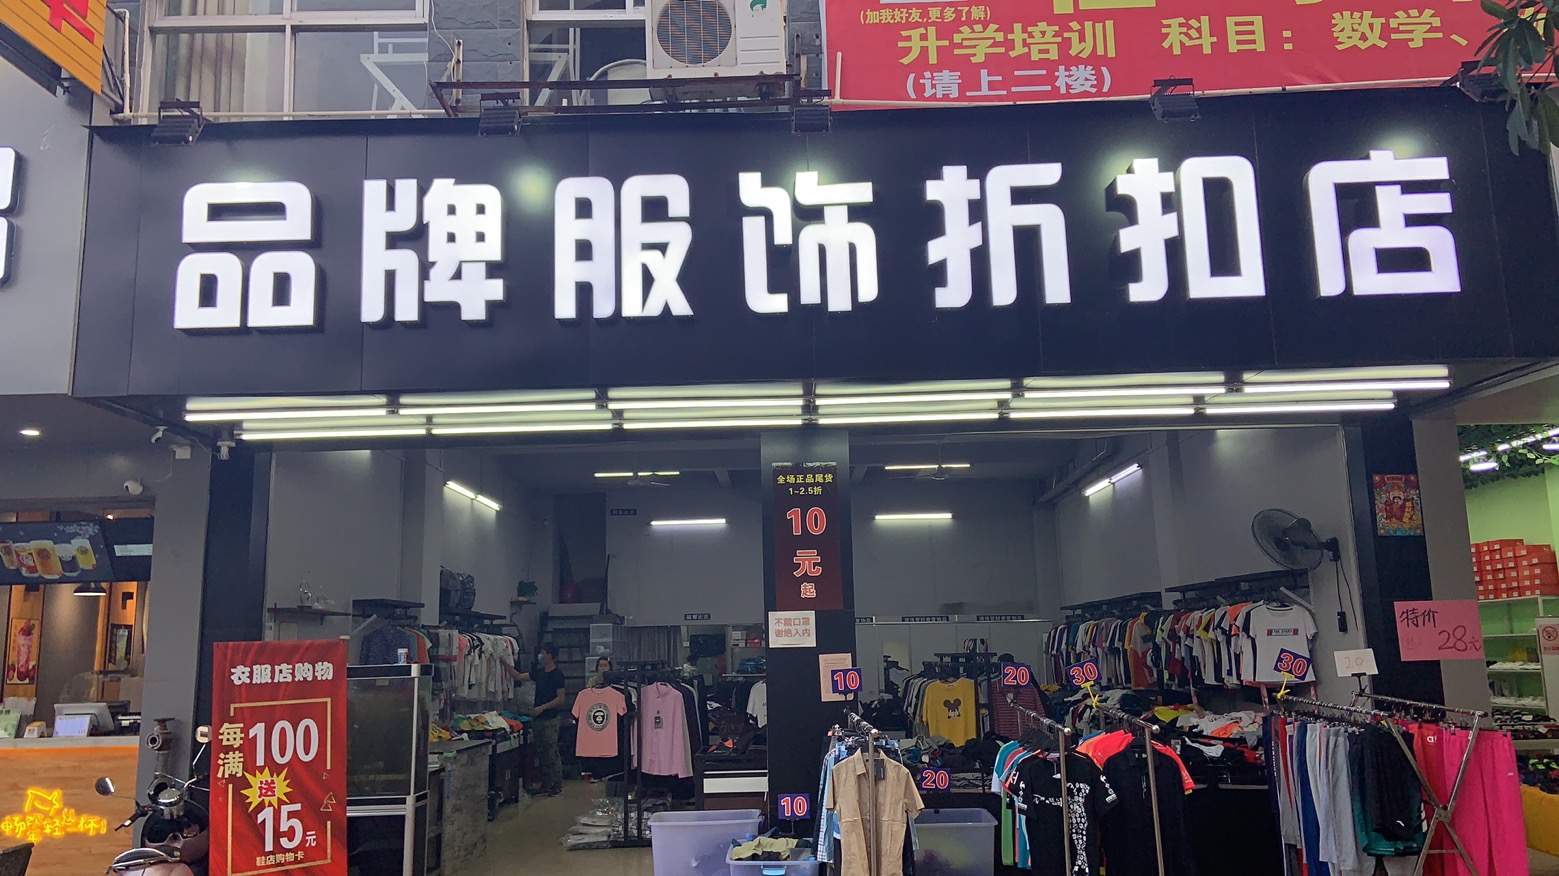 (加我好友,更多了解)
升学培训 科目：数学、
(请上二楼)
品牌服饰折扣店
全场正品尾货
1~2.5折
10
元
起
不戴口罩
谢绝入内
衣服店购物
每满100
送
15元
鞋店购物卡
10
20
30
30
20
10
20
特价
28元